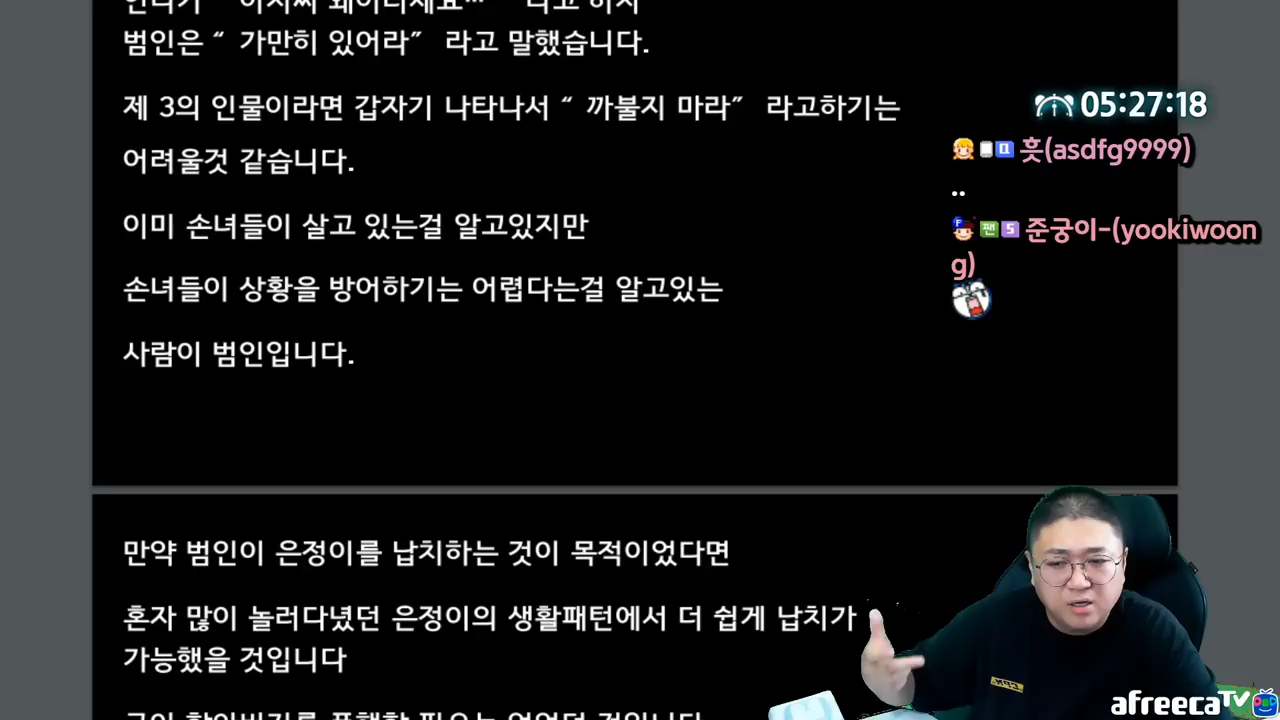 범인은 “ 가만히 있어라” 라고 말했습니다.
제 3의 인물이라면 갑자기 나타나서 “ 까불지 마라” 라고하기는
어려울것 같습니다.
이미 손녀들이 살고 있는걸 알고있지만
손녀들이 상황을 방어하기는 어렵다는걸 알고있는
사람이 범인입니다.
만약 범인이 은정이를 납치하는 것이 목적이었다면
혼자 많이 놀러다녔던 은정이의 생활패턴에서 더 쉽게 납치가
가능했을 것입니다
05:27:18
흣(asdfg9999)
..
팬 5 준궁이-(yookiwoon
g)
afreecaTV